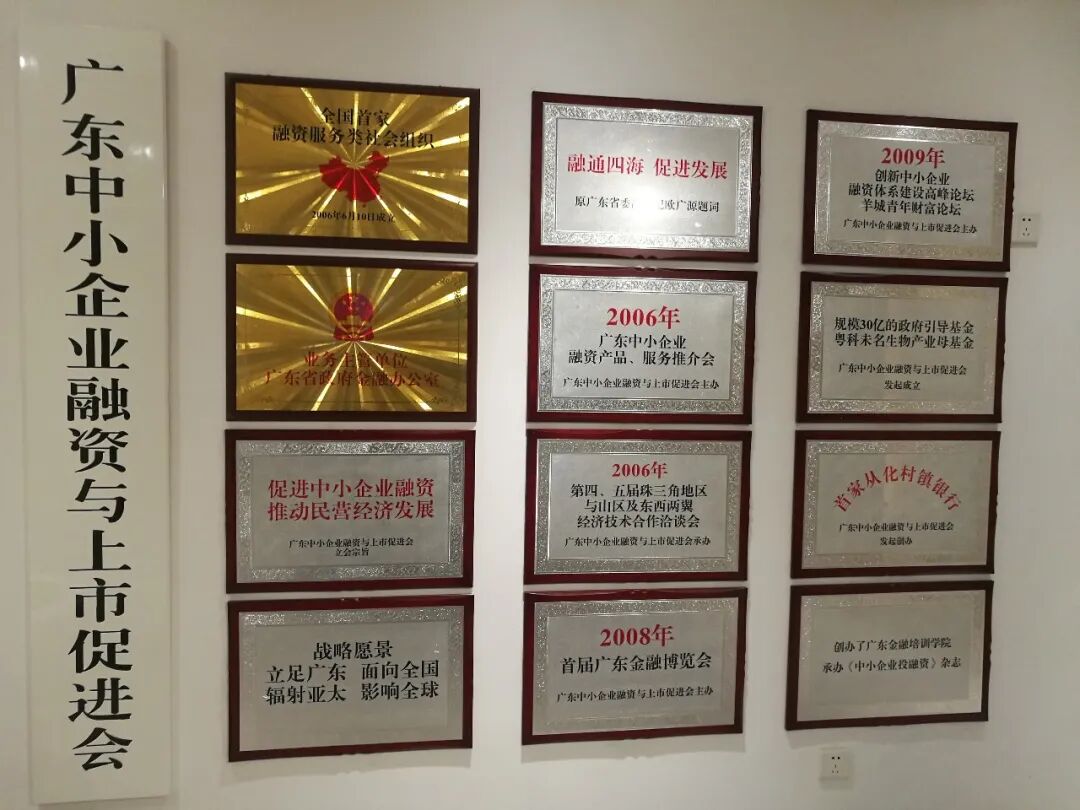 广东中小企业融资与上市促进会
全国首家
融资服务类社会组织
2006年6月10日成立
业务主管单位
广东省政府金融办公室
促进中小企业融资
推动民营经济发展
广东中小企业融资与上市促进会
立会宗旨
战略愿景
立足广东 面向全国
辐射亚太 影响全球
融通四海 促进发展
原广东省委 欧广源题词
2006年
广东中小企业
融资产品、服务推介会
广东中小企业融资与上市促进会主办
2006年
第四、五届珠三角地区
与山区及东西两翼
经济技术合作洽谈会
广东中小企业融资与上市促进会承办
2008年
首届广东金融博览会
广东中小企业融资与上市促进会主办
2009年
创新中小企业
融资体系建设高峰论坛
羊城青年财富论坛
广东中小企业融资与上市促进会主办
规模30亿的政府引导基金
粤科未名生物产业母基金
广东中小企业融资与上市促进会
发起成立
首家从化村镇银行
广东中小企业融资与上市促进会
发起创办
创办了广东金融培训学院
承办《中小企业投融资》杂志